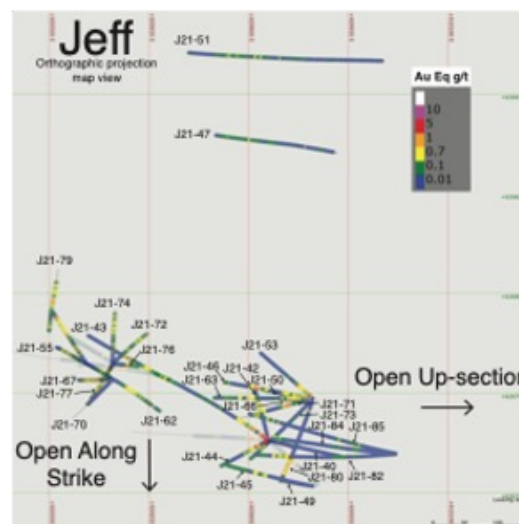 Jeff
Orthographic projection
map view
J21-51
Au Eq g/t
10
5
1
0.7
0.1
0.01
J21-47
J21-79
J21-74
J21-43
J21-72
J21-55
J21-76
J21-53
J21-46
J21-42
J21-63
J21-50
J21-67
J21-77
J21-66
J21-71
J21-73
J21-70
J21-62
J21-84
J21-85
Open Up-section
Open Along
Strike
J21-44
J21-40
J21-45
J21-80
J21-82
J21-49